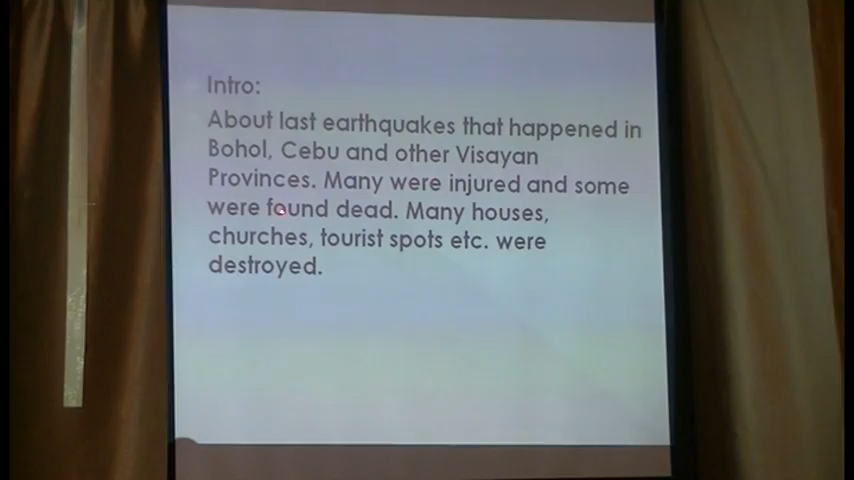 Intro:
About last earthquakes that happened in
Bohol, Cebu and other Visayan
Provinces. Many were injured and some
were found dead. Many houses,
churches, tourist spots etc. were
destroyed.